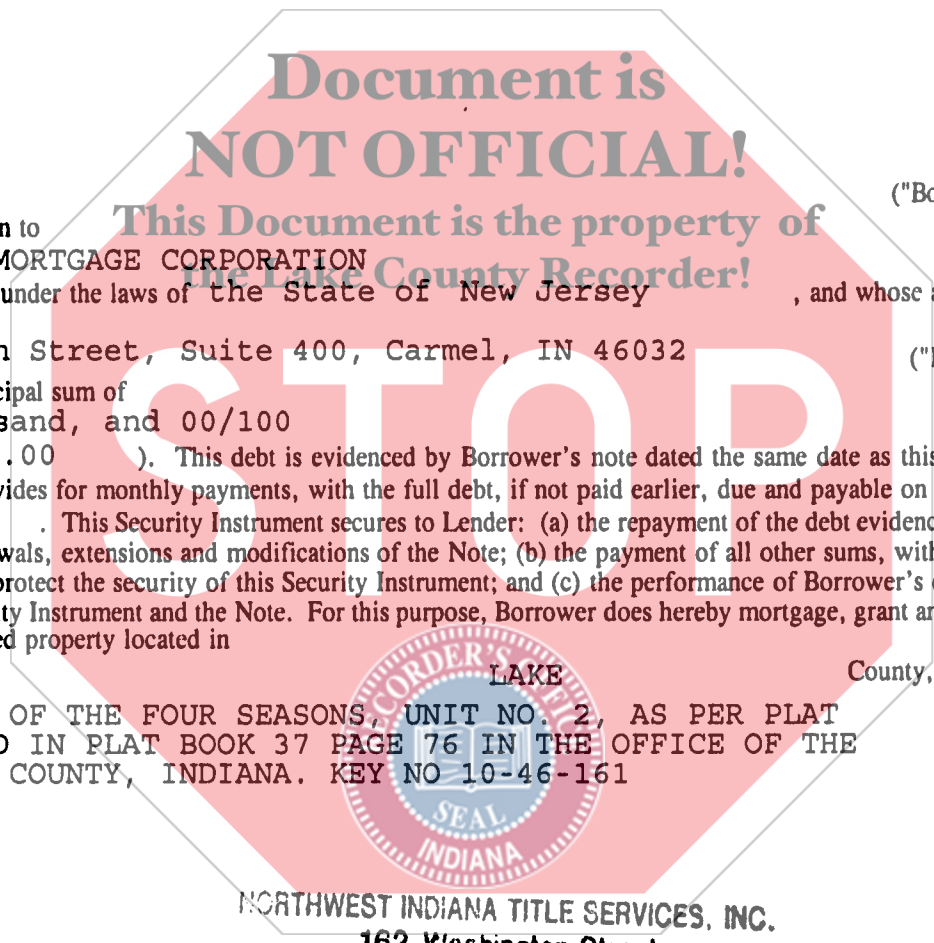 Document is
NOT OFFICIAL!
("Bo
n to
This Document is the property of
MORTGAGE CORPORATION
the Lake County Recorder!
under the laws of the State of New Jersey , and whose a
n Street, Suite 400, Carmel, IN 46032 ("
cipal sum of
sand, and 00/100
.00 ). This debt is evidenced by Borrower's note dated the same date as this
vides for monthly payments, with the full debt, if not paid earlier, due and payable on
. This Security Instrument secures to Lender: (a) the repayment of the debt evidenc
wals, extensions and modifications of the Note; (b) the payment of all other sums, with
protect the security of this Security Instrument; and (c) the performance of Borrower's
ty Instrument and the Note. For this purpose, Borrower does hereby mortgage, grant an
ed property located in
STOP
LAKE County,
OF THE FOUR SEASONS, UNIT NO. 2, AS PER PLAT
D IN PLAT BOOK 37 PAGE 76 IN THE OFFICE OF THE
COUNTY, INDIANA. KEY NO 10-46-161
RECORDER'S OFFICE
SEAL
INDIANA
NORTHWEST INDIANA TITLE SERVICES, INC.
162 Washington Street